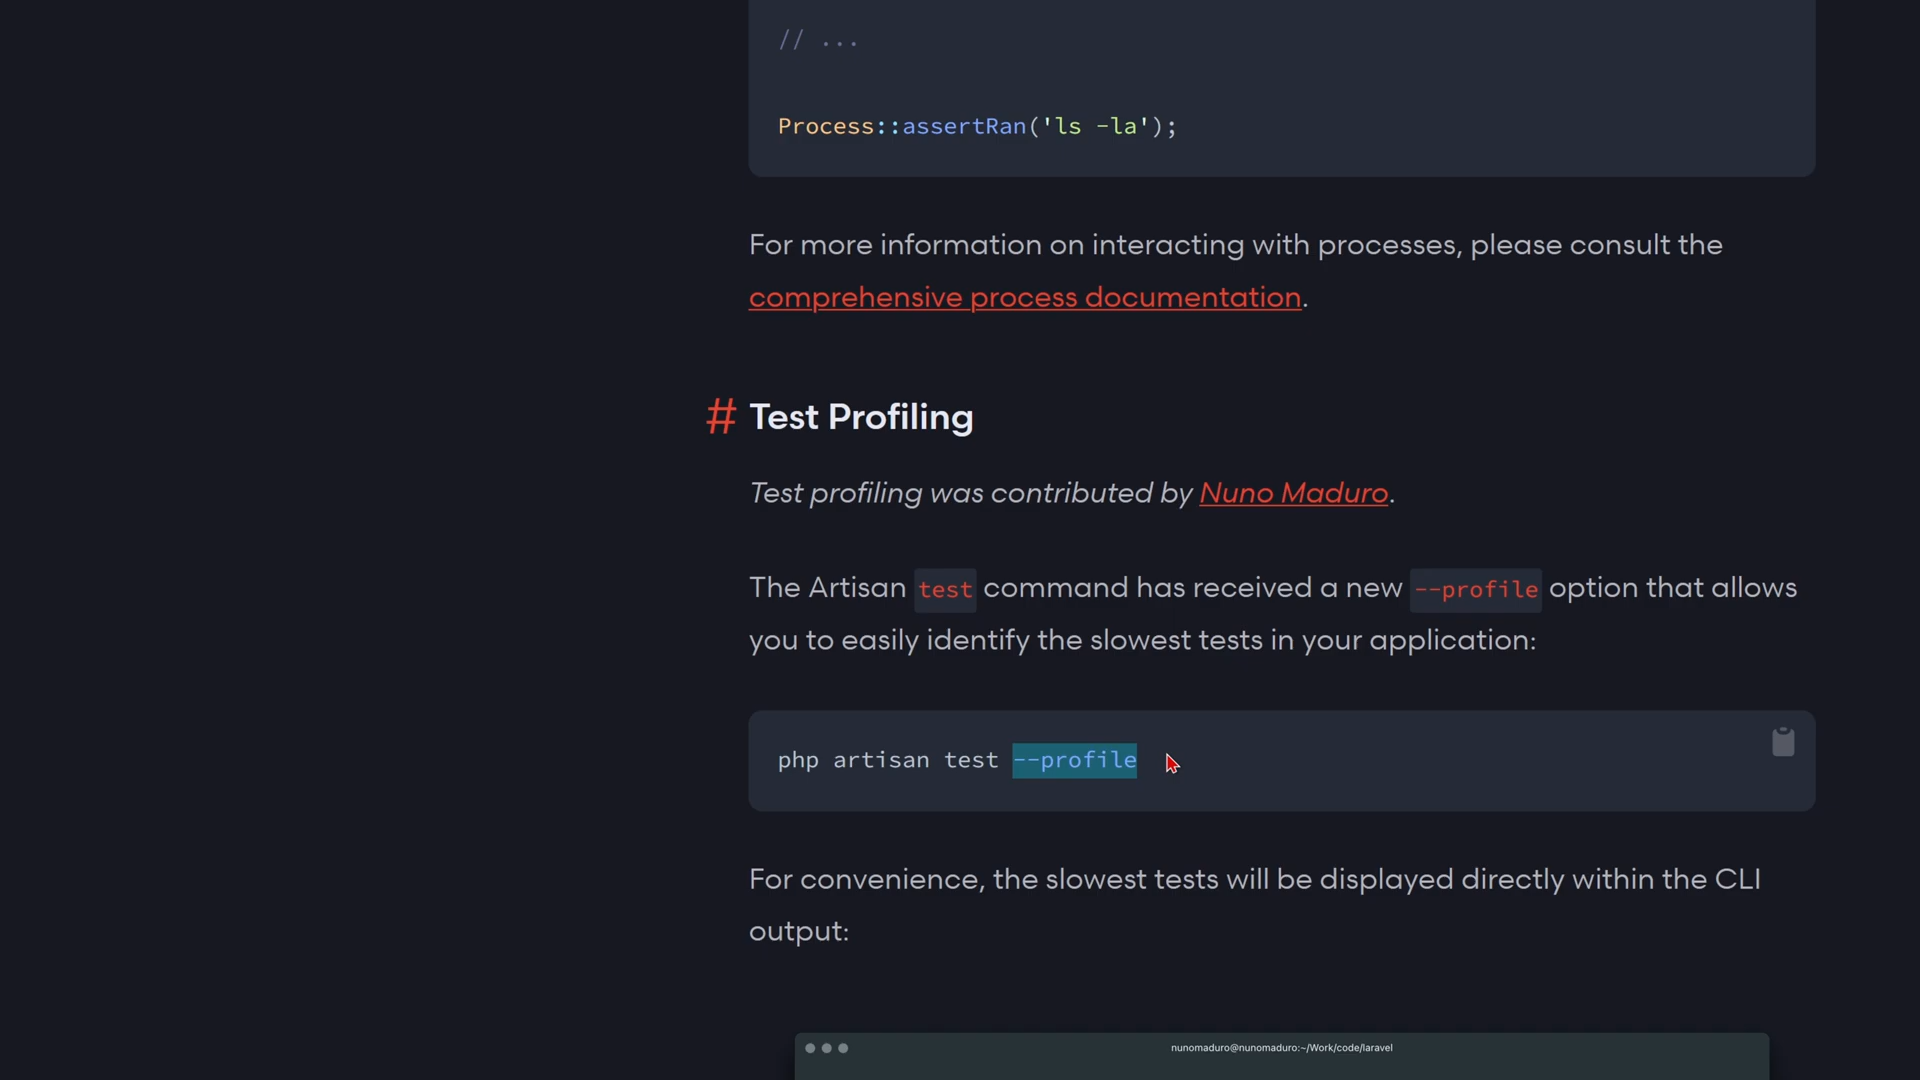 // ...
Process::assertRan('ls -la');
For more information on interacting with processes, please consult the
comprehensive process documentation.
# Test Profiling
Test profiling was contributed by Nuno Maduro.
The Artisan test command has received a new --profile option that allows
you to easily identify the slowest tests in your application:
php artisan test --profile
For convenience, the slowest tests will be displayed directly within the CLI
output:
nunomaduro@nunomaduro:~/Work/code/laravel